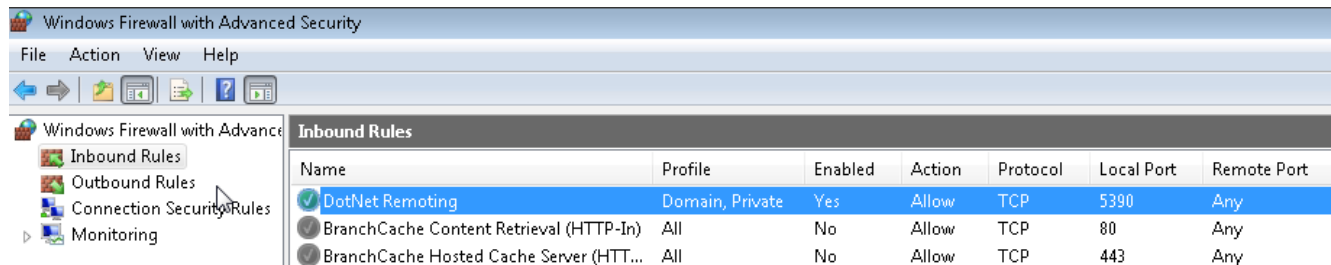 Windows Firewall with Advanced Security
File Action View Help
Windows Firewall with Advance
Inbound Rules
Outbound Rules
Connection Security Rules
Monitoring
Inbound Rules
Name Profile Enabled Action Protocol Local Port Remote Port
DotNet Remoting Domain, Private Yes Allow TCP 5390 Any
BranchCache Content Retrieval (HTTP-In) All No Allow TCP 80 Any
BranchCache Hosted Cache Server (HTT... All No Allow TCP 443 Any